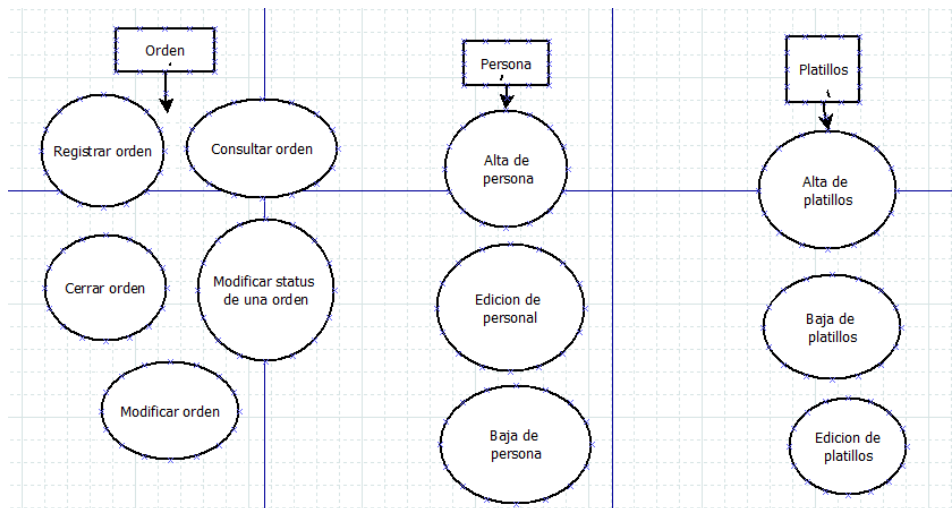 Orden
Registrar orden
Consultar orden
Cerrar orden
Modificar status
de una orden
Modificar orden
Persona
Alta de
persona
Edicion de
personal
Baja de
persona
Platillos
Alta de
platillos
Baja de
platillos
Edicion de
platillos